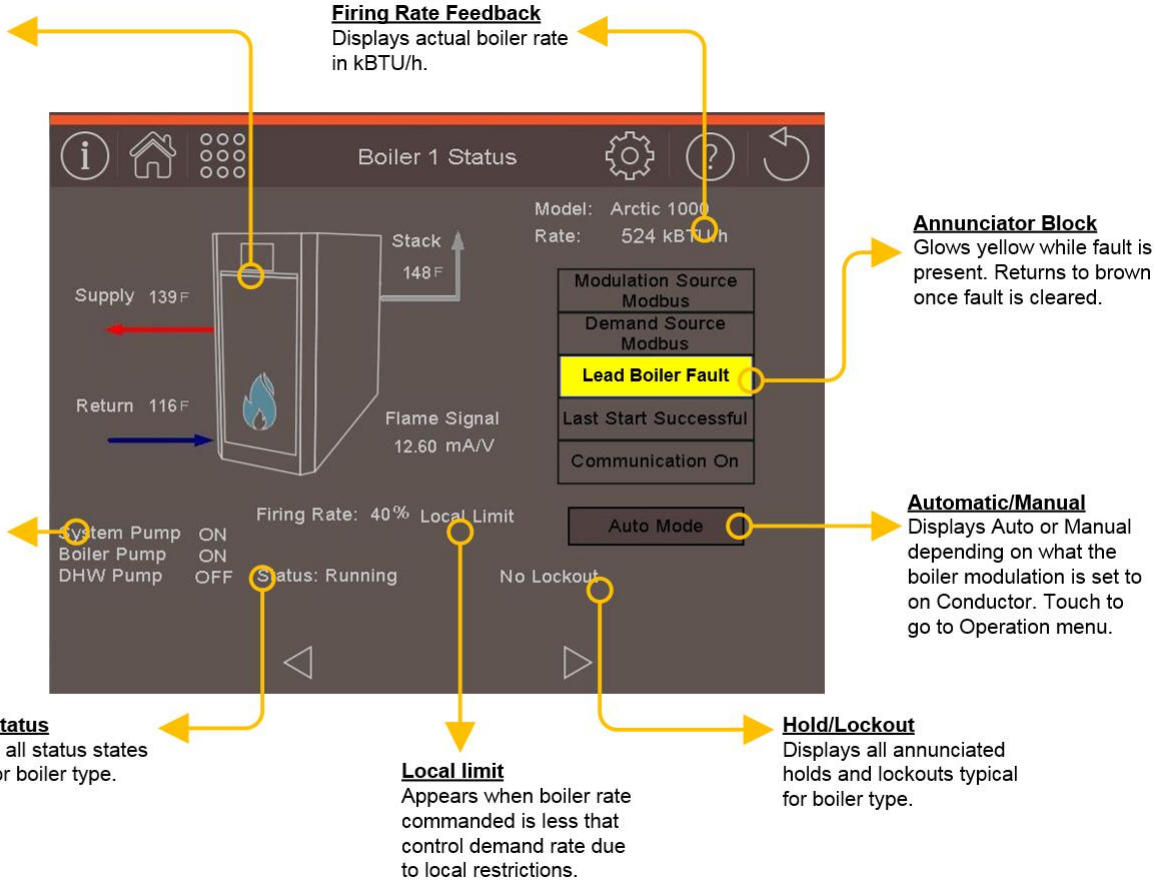 Firing Rate Feedback
Displays actual boiler rate
in kBTU/h.
i
Boiler 1 Status
?
Model: Arctic 1000
Rate: 524 kBTU/h
Stack
148 F
Supply 139 F
Return 116 F
Flame Signal
12.60 mA/V
Modulation Source
Modbus
Demand Source
Modbus
Lead Boiler Fault
Last Start Successful
Communication On
Firing Rate: 40% Local Limit
Auto Mode
System Pump ON
Boiler Pump ON
DHW Pump OFF
Status: Running
No Lockout
Annunciator Block
Glows yellow while fault is
present. Returns to brown
once fault is cleared.
Automatic/Manual
Displays Auto or Manual
depending on what the
boiler modulation is set to
on Conductor. Touch to
go to Operation menu.
tatus
all status states
or boiler type.
Local limit
Appears when boiler rate
commanded is less that
control demand rate due
to local restrictions.
Hold/Lockout
Displays all annunciated
holds and lockouts typical
for boiler type.